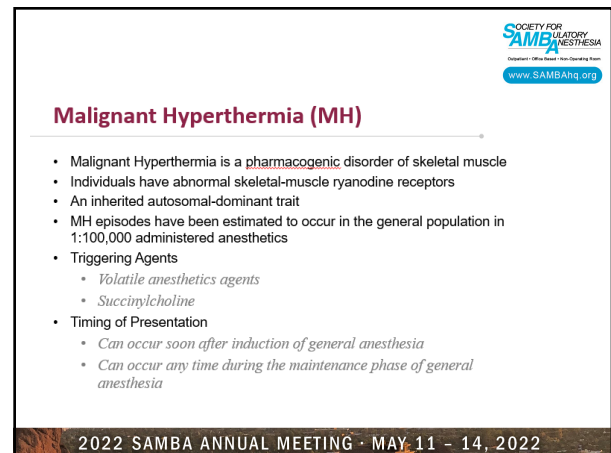 SOCIETY FOR
AMBULATORY
ANESTHESIA
Outpatient • Office Based • Non-Operating Room
www.SAMBAhq.org
Malignant Hyperthermia (MH)
• Malignant Hyperthermia is a pharmacogenic disorder of skeletal muscle
• Individuals have abnormal skeletal-muscle ryanodine receptors
• An inherited autosomal-dominant trait
• MH episodes have been estimated to occur in the general population in
1:100,000 administered anesthetics
• Triggering Agents
• Volatile anesthetics agents
• Succinylcholine
• Timing of Presentation
• Can occur soon after induction of general anesthesia
• Can occur any time during the maintenance phase of general
anesthesia
2022 SAMBA ANNUAL MEETING · MAY 11 – 14, 2022